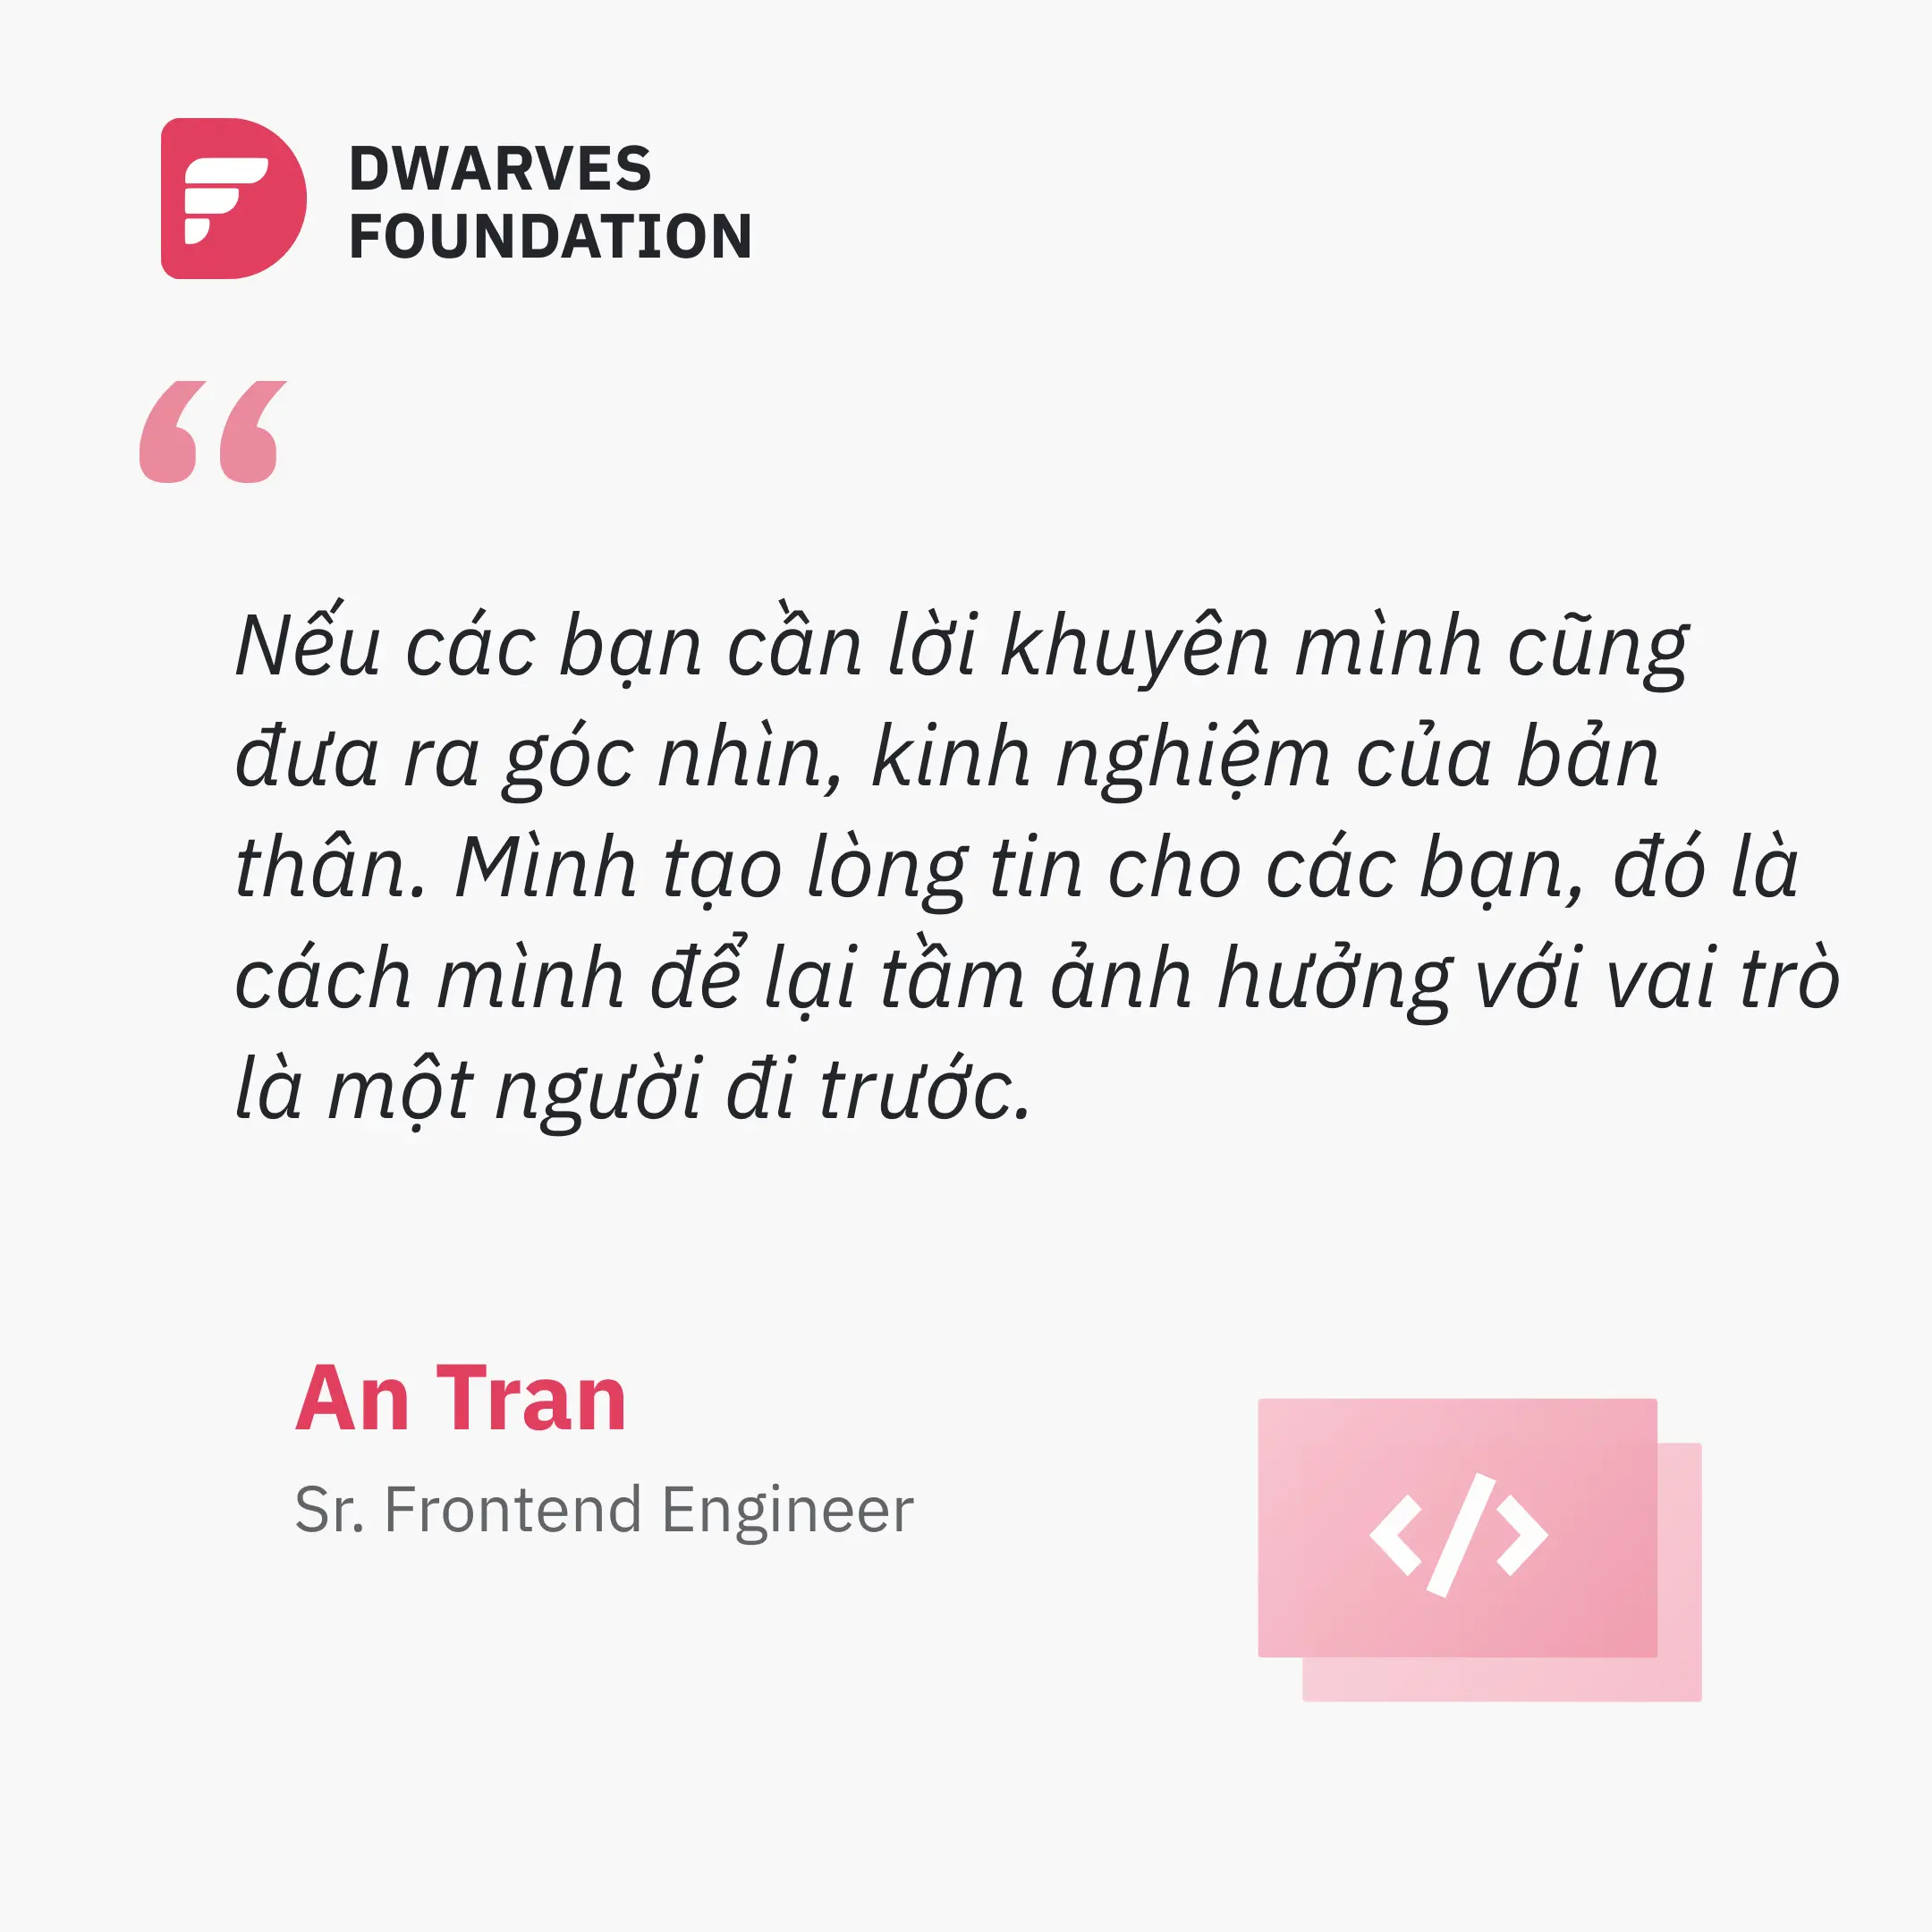 DWARVES
FOUNDATION
“
Nếu các bạn cần lời khuyên mình cũng
đưa ra góc nhìn, kinh nghiệm của bản
thân. Mình tạo lòng tin cho các bạn, đó là
cách mình để lại tầm ảnh hưởng với vai trò
là một người đi trước.
An Tran
Sr. Frontend Engineer
</>